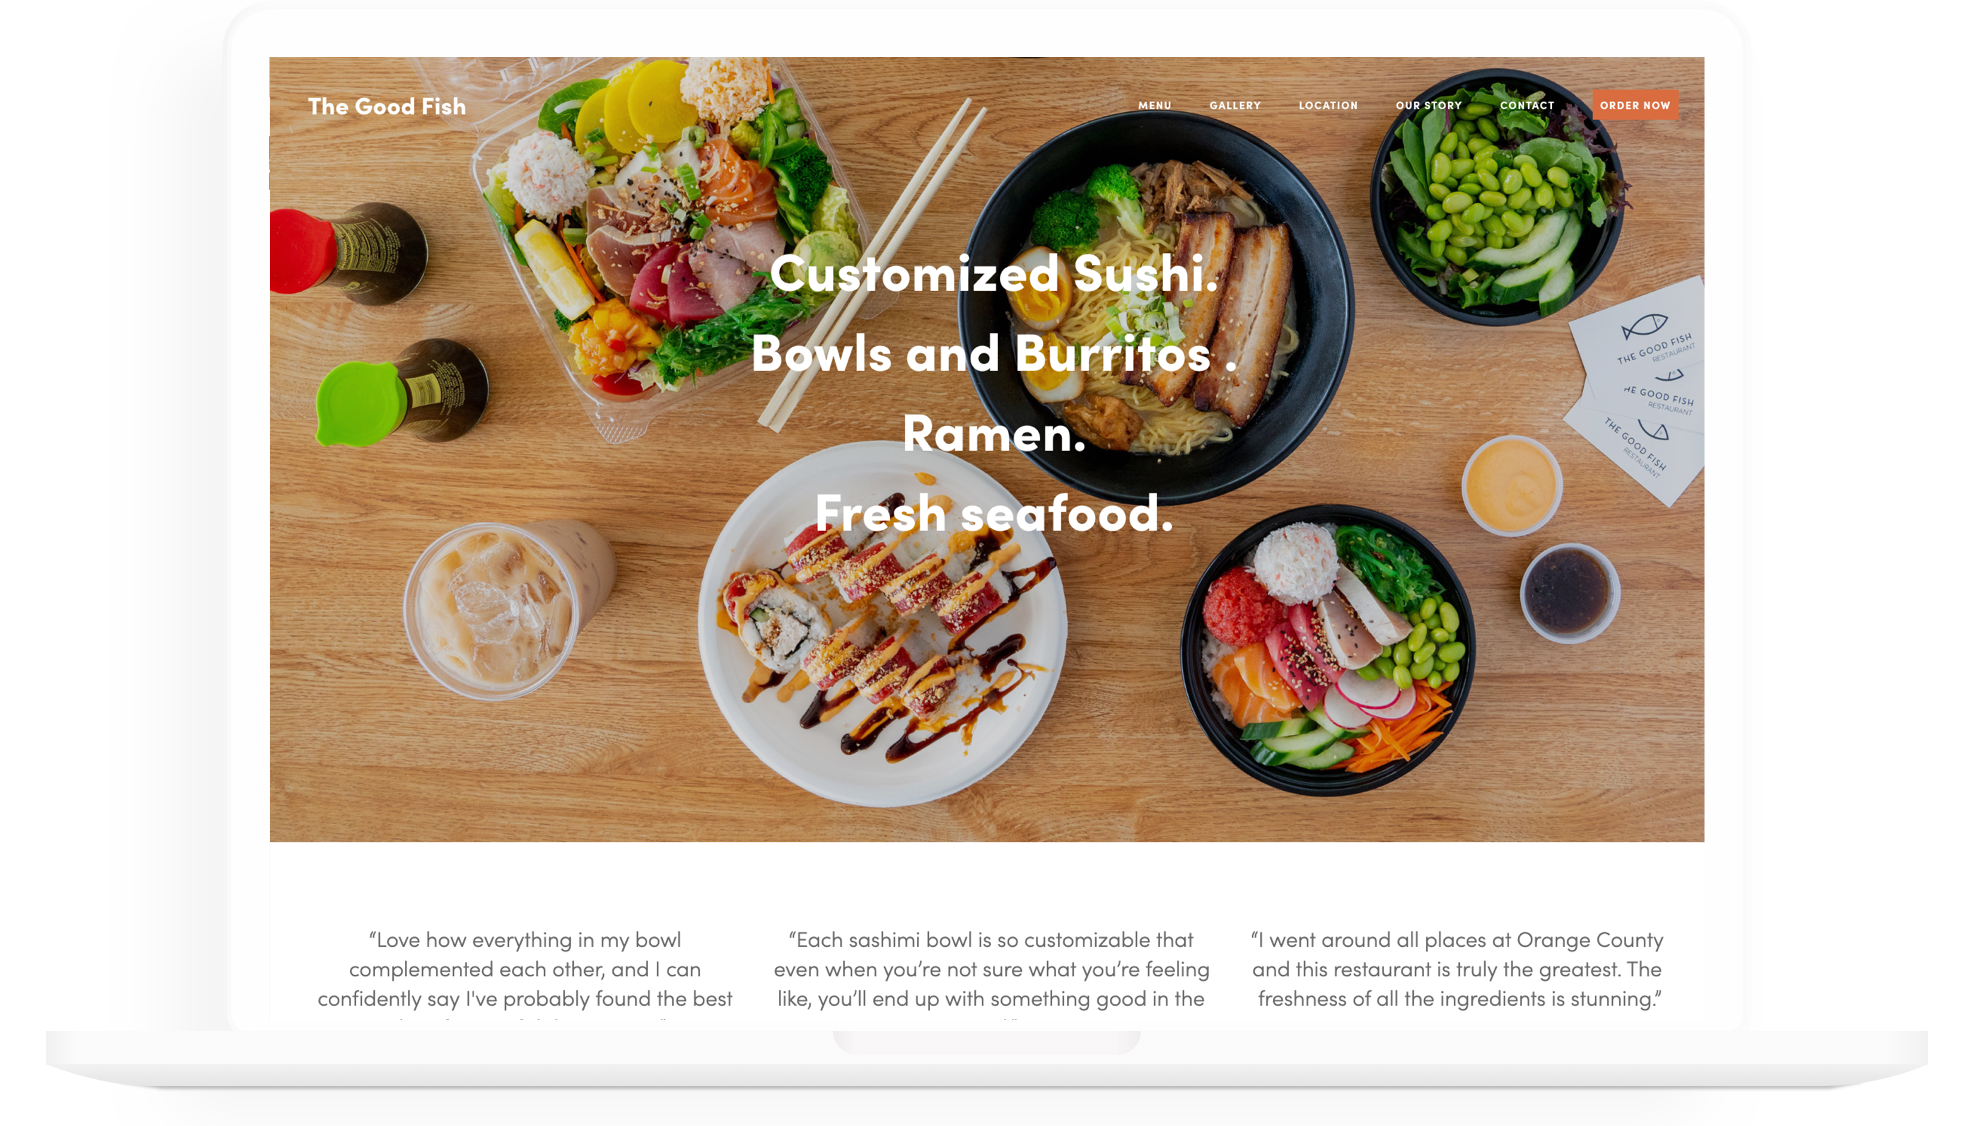 The Good Fish
MENU
GALLERY
LOCATION
OUR STORY
CONTACT
ORDER NOW
Customized Sushi.
Bowls and Burritos .
Ramen.
Fresh seafood.
THE GOOD FISH
RESTAURANT
THE GOOD FISH
RESTAURANT
THE GOOD FISH
RESTAURANT
“Love how everything in my bowl
complemented each other, and I can
confidently say I've probably found the best
“Each sashimi bowl is so customizable that
even when you’re not sure what you’re feeling
like, you’ll end up with something good in the
“I went around all places at Orange County
and this restaurant is truly the greatest. The
freshness of all the ingredients is stunning.”